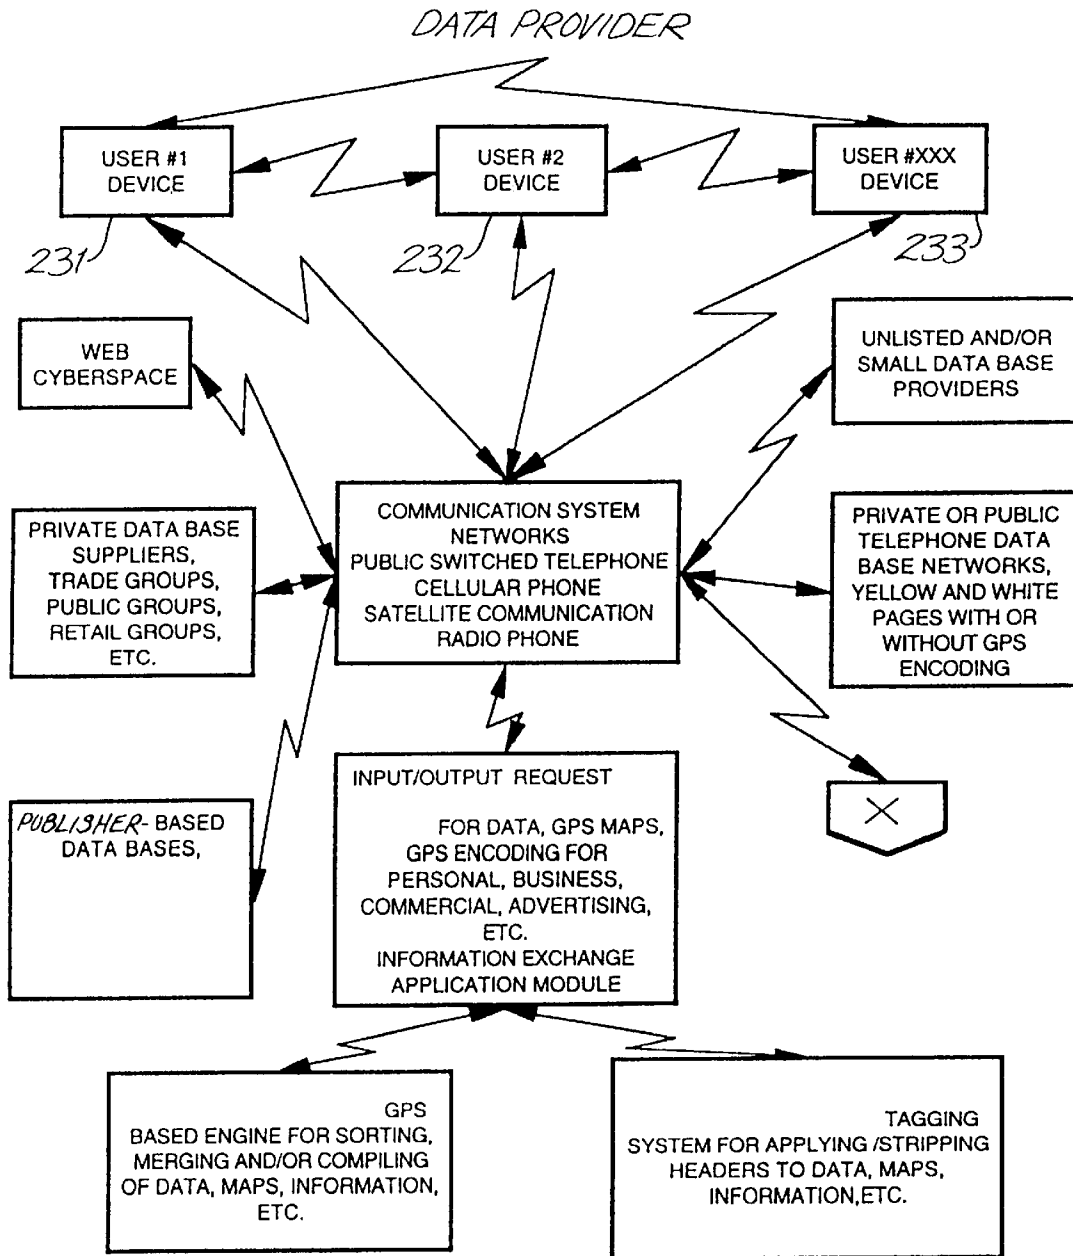 DATA PROVIDER
USER #1
DEVICE
USER #2
DEVICE
USER #XXX
DEVICE
231
232
233
WEB
CYBERSPACE
UNLISTED AND/OR
SMALL DATA BASE
PROVIDERS
PRIVATE DATA BASE
SUPPLIERS,
TRADE GROUPS,
PUBLIC GROUPS,
RETAIL GROUPS,
ETC.
COMMUNICATION SYSTEM
NETWORKS
PUBLIC SWITCHED TELEPHONE
CELLULAR PHONE
SATELLITE COMMUNICATION
RADIO PHONE
PRIVATE OR PUBLIC
TELEPHONE DATA
BASE NETWORKS,
YELLOW AND WHITE
PAGES WITH OR
WITHOUT GPS
ENCODING
PUBLISHER- BASED
DATA BASES,
INPUT/OUTPUT REQUEST
FOR DATA, GPS MAPS,
GPS ENCODING FOR
PERSONAL, BUSINESS,
COMMERCIAL, ADVERTISING,
ETC.
INFORMATION EXCHANGE
APPLICATION MODULE
X
GPS
BASED ENGINE FOR SORTING,
MERGING AND/OR COMPILING
OF DATA, MAPS, INFORMATION,
ETC.
TAGGING
SYSTEM FOR APPLYING /STRIPPING
HEADERS TO DATA, MAPS,
INFORMATION,ETC.